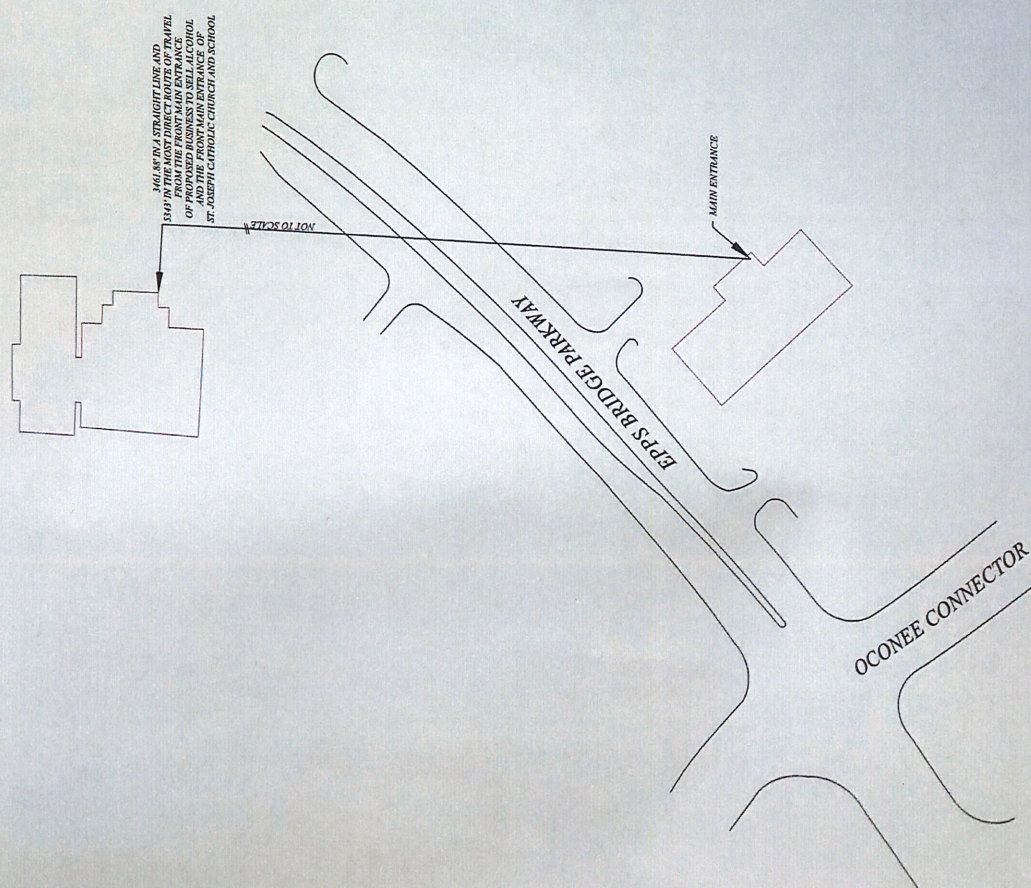 3461.88' IN A STRAIGHT LINE AND
5343' IN THE MOST DIRECT ROUTE OF TRAVEL
FROM THE FRONT MAIN ENTRANCE
OF PROPOSED BUSINESS TO SELL ALCOHOL
AND THE FRONT MAIN ENTRANCE OF
ST. JOSEPH CATHOLIC CHURCH AND SCHOOL
NOT TO SCALE
MAIN ENTRANCE
EPPS BRIDGE PARKWAY
OCONEE CONNECTOR